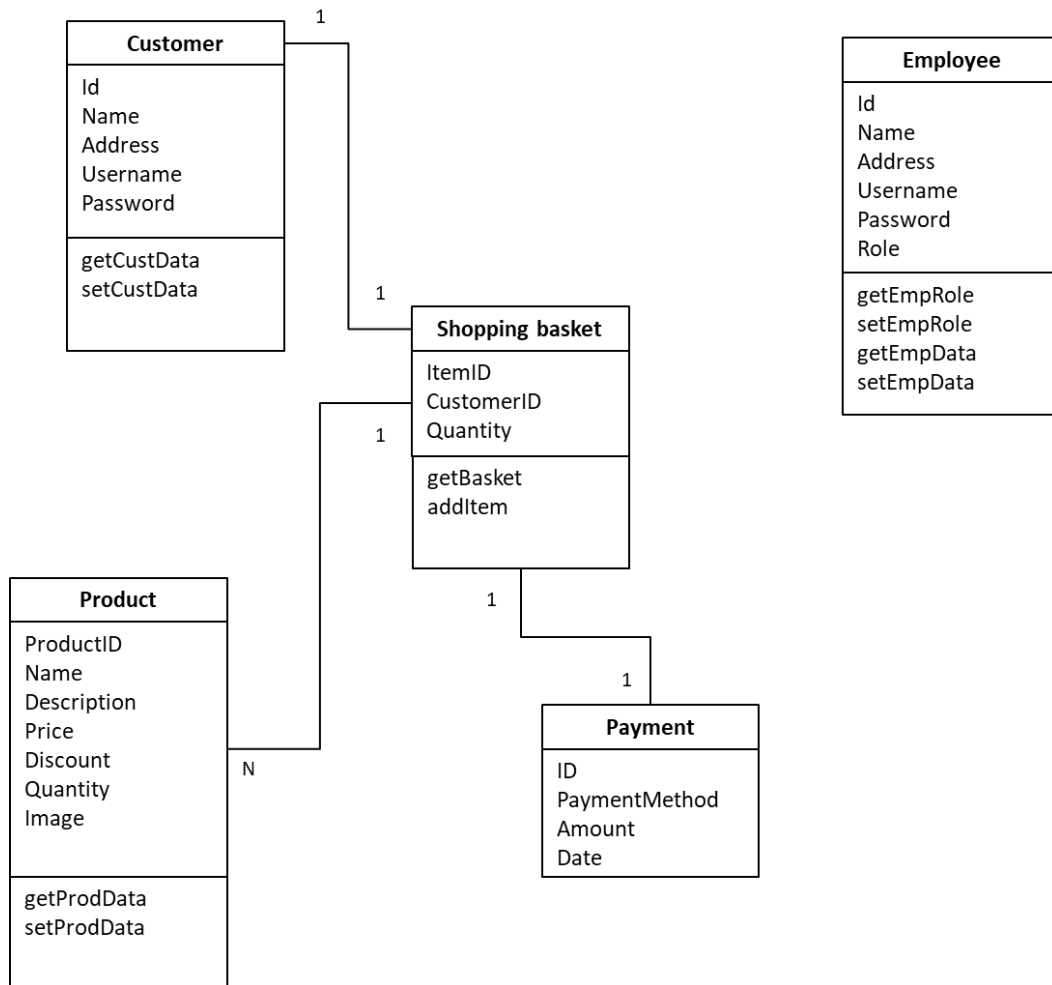 1
Customer
Id
Name
Address
Username
Password
getCustData
setCustData
Employee
Id
Name
Address
Username
Password
Role
getEmpRole
setEmpRole
getEmpData
setEmpData
1
Shopping basket
ItemID
CustomerID
Quantity
getBasket
addItem
1
1
Product
ProductID
Name
Description
Price
Discount
Quantity
Image
getProdData
setProdData
N
1
Payment
ID
PaymentMethod
Amount
Date